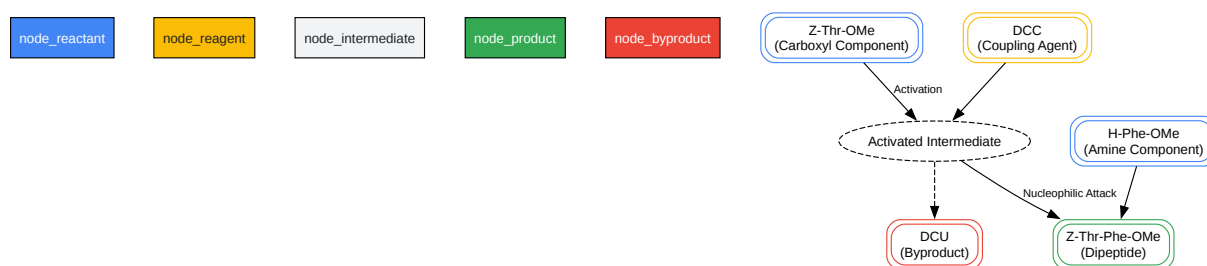 node_reactant
node_reagent
node_intermediate
node_product
node_byproduct
Z-Thr-OMe
(Carboxyl Component)
DCC
(Coupling Agent)
Activation
Activated Intermediate
H-Phe-OMe
(Amine Component)
Nucleophilic Attack
DCU
(Byproduct)
Z-Thr-Phe-OMe
(Dipeptide)